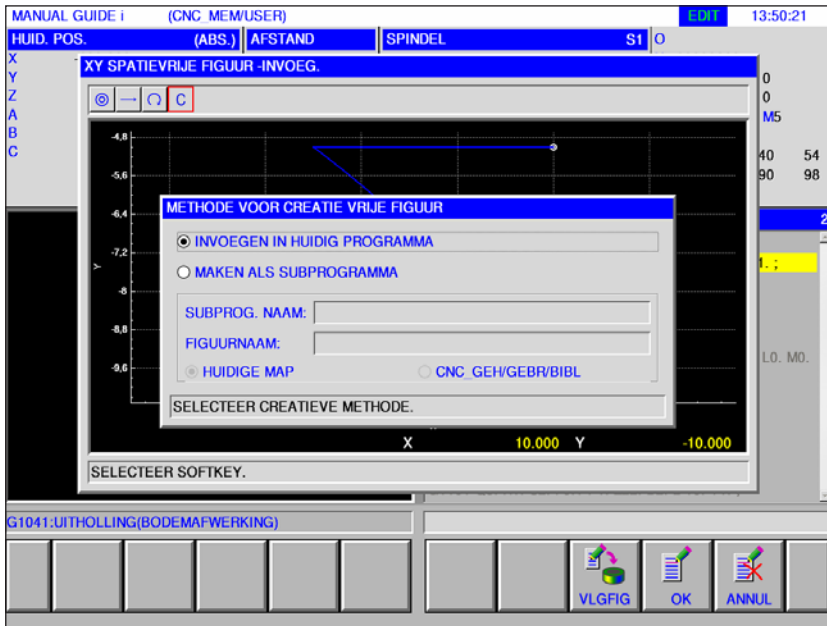 MANUAL GUIDE i (CNC_MEM/USER) EDIT 13:50:21
HUID. POS. (ABS.) AFSTAND SPINDEL S1 O
X
Y 0
Z 0
A M5
B
C 40 54
90 98
XY SPATIEVRIJE FIGUUR -INVOEG.
C
-4,8
-5,6
-6,4
-7,2
Y
-8
-8,8
-9,6
METHODE VOOR CREATIE VRIJE FIGUUR
INVOEGEN IN HUIDIG PROGRAMMA
MAKEN ALS SUBPROGRAMMA
SUBPROG. NAAM:
FIGUURNAAM:
HUIDIGE MAP CNC_GEH/GEBR/BIBL
SELECTEER CREATIEVE METHODE.
2
1. ;
L0. M0.
X 10.000 Y -10.000
SELECTEER SOFTKEY.
G1041:UITHOLLING(BODEMAFWERKING)
VLGFIG OK ANNUL